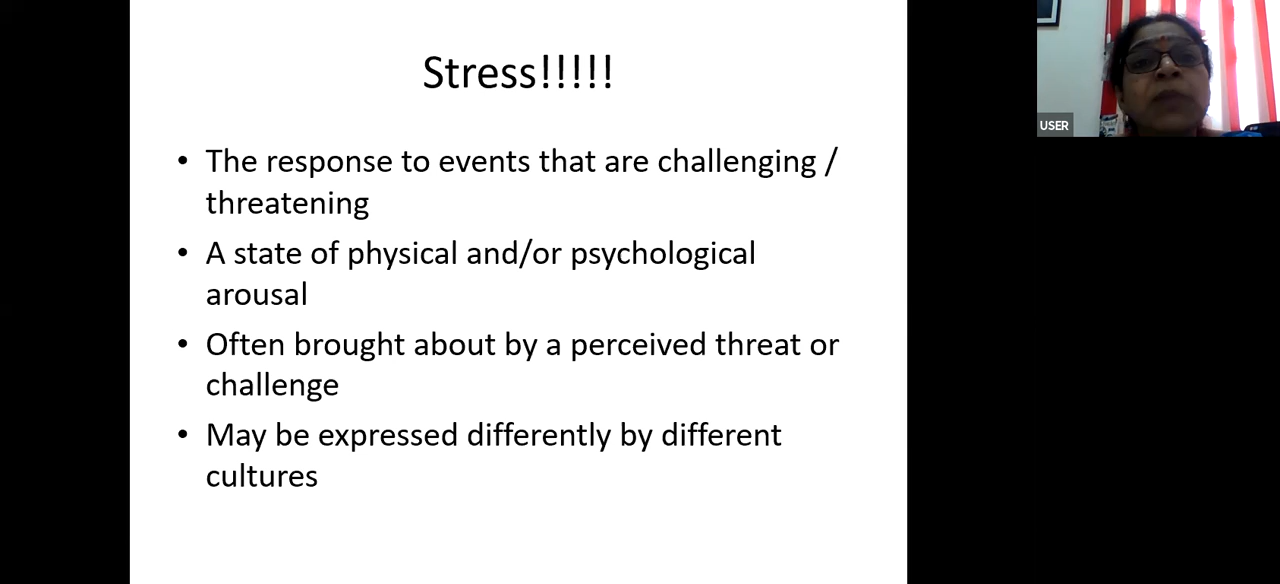 Stress!!!!!
• The response to events that are challenging /
threatening
• A state of physical and/or psychological
arousal
• Often brought about by a perceived threat or
challenge
• May be expressed differently by different
cultures
USER